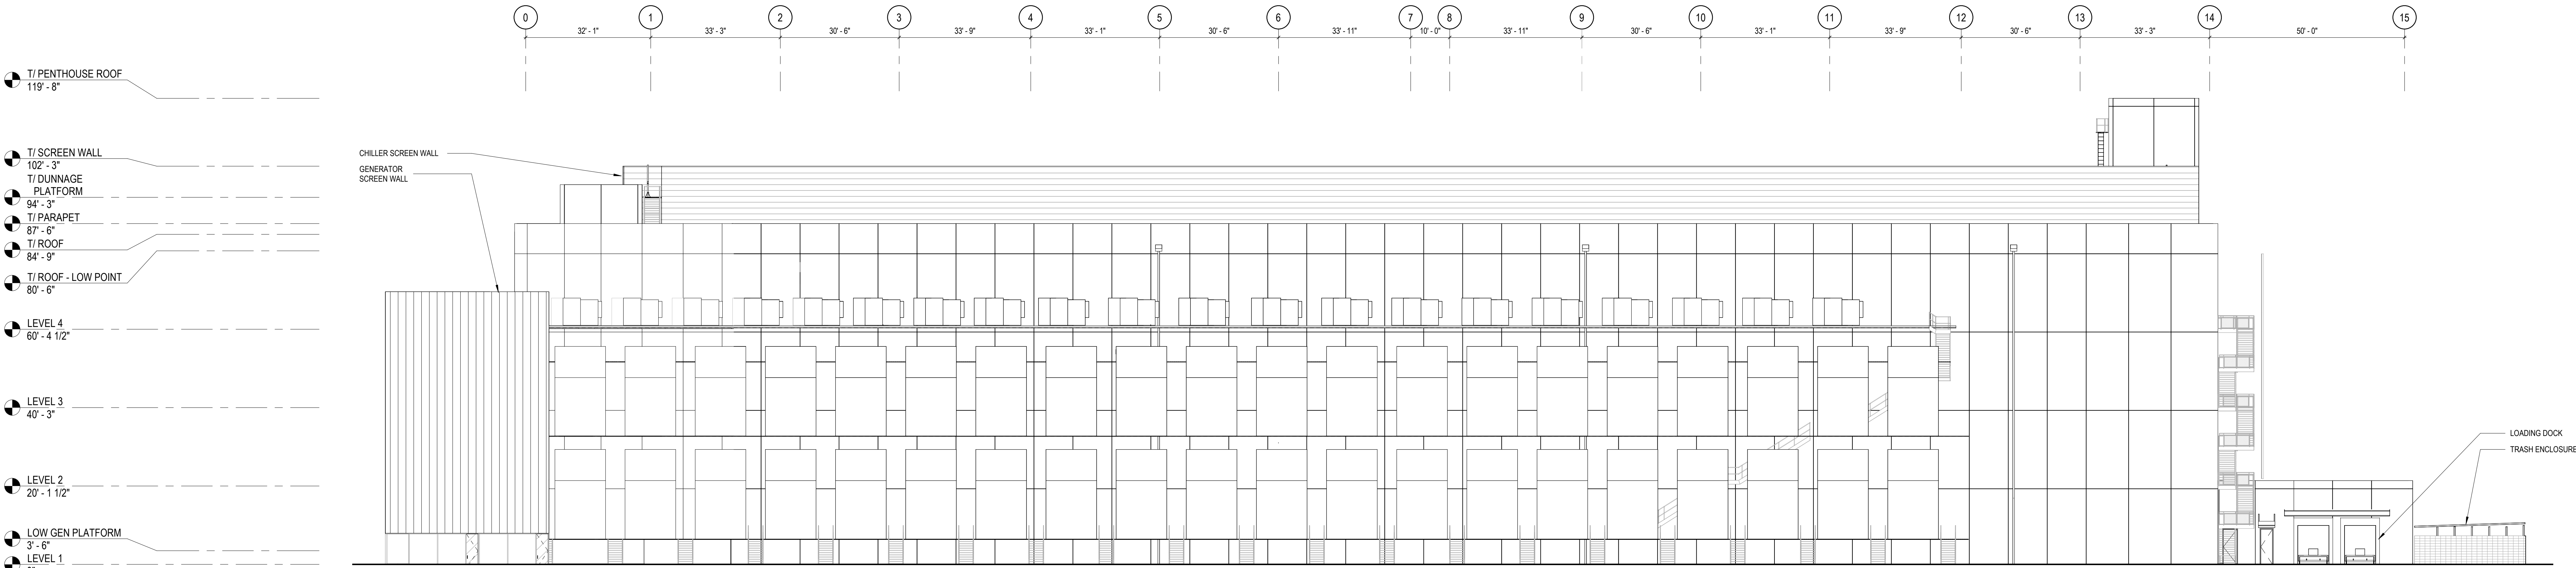 0 1 2 3 4 5 6 7 8 9 10 11 12 13 14 15
32' - 1" 33' - 3" 30' - 6" 33' - 9" 33' - 1" 30' - 6" 33' - 11" 10' - 0" 33' - 11" 30' - 6" 33' - 1" 33' - 9" 30' - 6" 33' - 3" 50' - 0"
T/ PENTHOUSE ROOF
119' - 8"
T/ SCREEN WALL
102' - 3"
T/ DUNNAGE
PLATFORM
94' - 3"
T/ PARAPET
87' - 6"
T/ ROOF
84' - 9"
T/ ROOF - LOW POINT
80' - 6"
LEVEL 4
60' - 4 1/2"
LEVEL 3
40' - 3"
LEVEL 2
20' - 1 1/2"
LOW GEN PLATFORM
3' - 6"
LEVEL 1
CHILLER SCREEN WALL
GENERATOR
SCREEN WALL
LOADING DOCK
TRASH ENCLOSURE